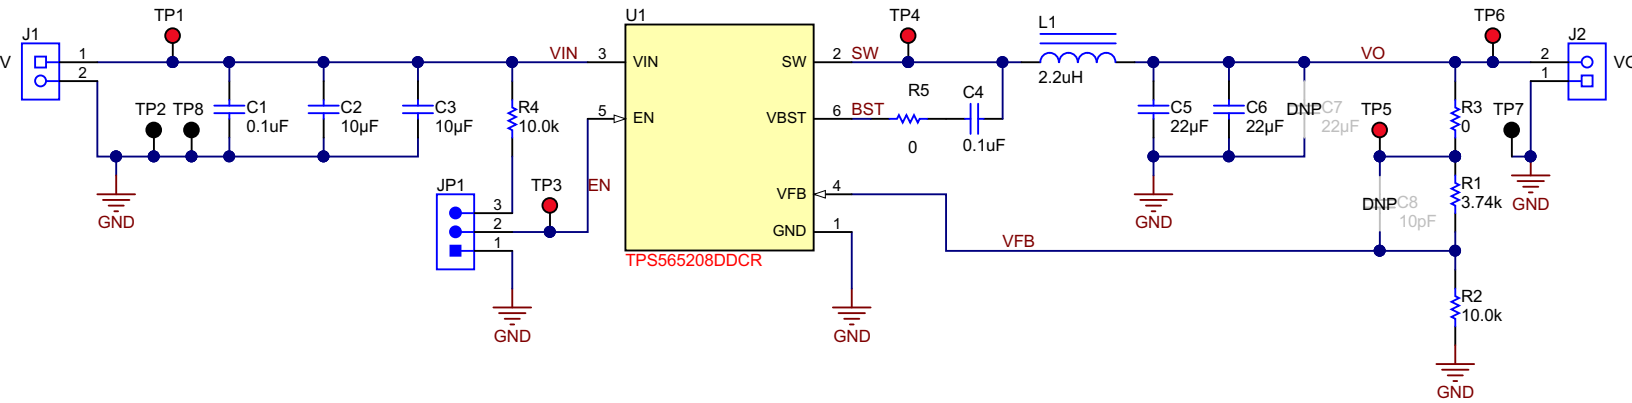 J1
V
1
2
TP1
TP2 TP8
C1
0.1uF
C2
10µF
C3
10µF
GND
VIN
R4
10.0k
JP1
3
2
1
TP3
EN
GND
U1
3
VIN
5
EN
SW
2
SW
VBST
6
BST
VFB
4
GND
1
TPS565208DDCR
GND
TP4
R5
0
C4
0.1uF
L1
2.2uH
VFB
C5
22µF
C6
22µF
DNP
C7
22µF
GND
VO
TP5
DNP
C8
10pF
R3
0
R1
3.74k
R2
10.0k
GND
TP6
TP7
J2
2
1
GND